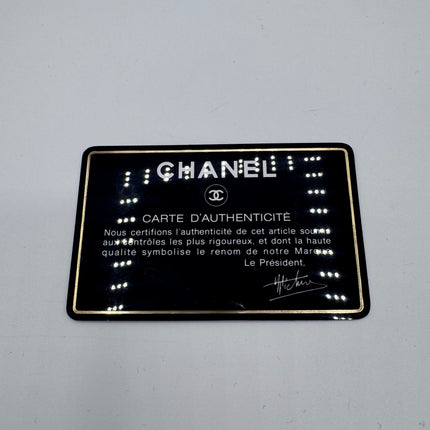 CHANEL
CARTE D'AUTHENTICITÉ
Nous certifions l'authenticité de cet article soumis
aux contrôles les plus rigoureux, et dont la haute
qualité symbolise le renom de notre Marque.
Le Président,